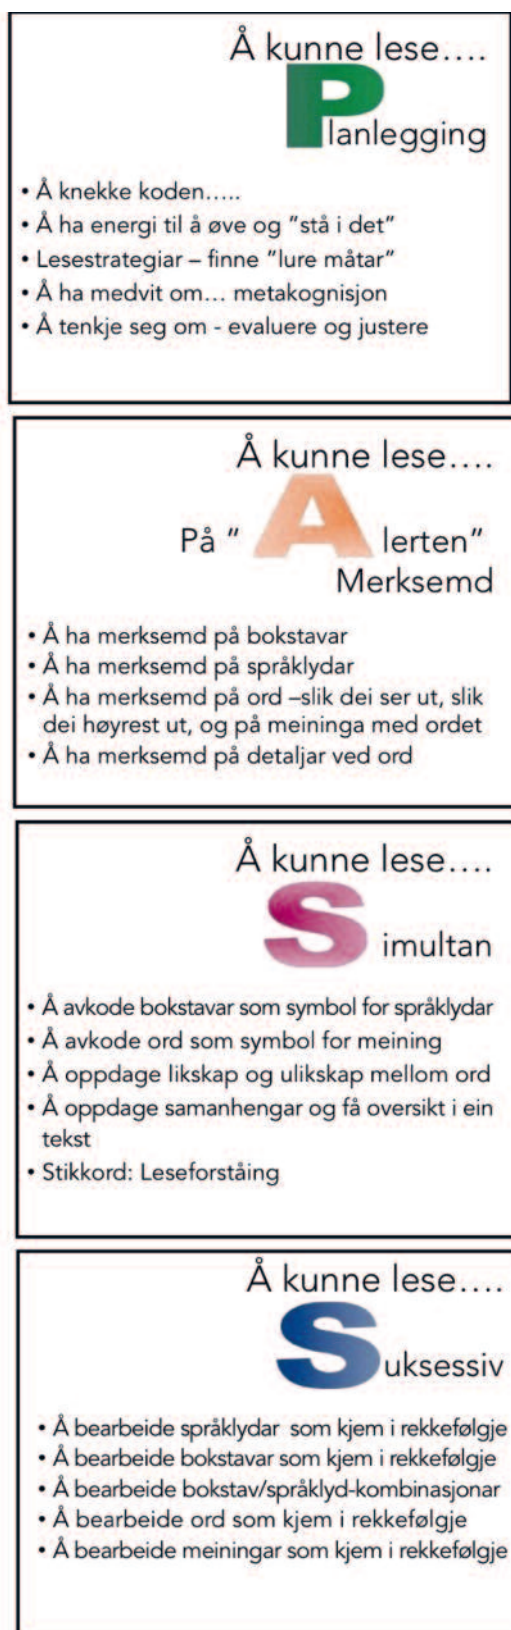 Å kunne lese....
Planlegging
• Å knekke koden.....
• Å ha energi til å øve og ”stå i det”
• Lesestrategiar – finne ”lure måtar”
• Å ha medvit om... metakognisjon
• Å tenkje seg om - evaluere og justere
Å kunne lese....
På ” Alerten”
Merksemd
• Å ha merksemd på bokstavar
• Å ha merksemd på språklydar
• Å ha merksemd på ord –slik dei ser ut, slik
dei høyrest ut, og på meininga med ordet
• Å ha merksemd på detaljar ved ord
Å kunne lese....
Simultan
• Å avkode bokstavar som symbol for språklydar
• Å avkode ord som symbol for meining
• Å oppdage likskap og ulikskap mellom ord
• Å oppdage samanhengar og få oversikt i ein
tekst
• Stikkord: Leseforståing
Å kunne lese....
Suksessiv
• Å bearbeide språklydar som kjem i rekkefølgje
• Å bearbeide bokstavar som kjem i rekkefølgje
• Å bearbeide bokstav/språklyd-kombinasjonar
• Å bearbeide ord som kjem i rekkefølgje
• Å bearbeide meiningar som kjem i rekkefølgje